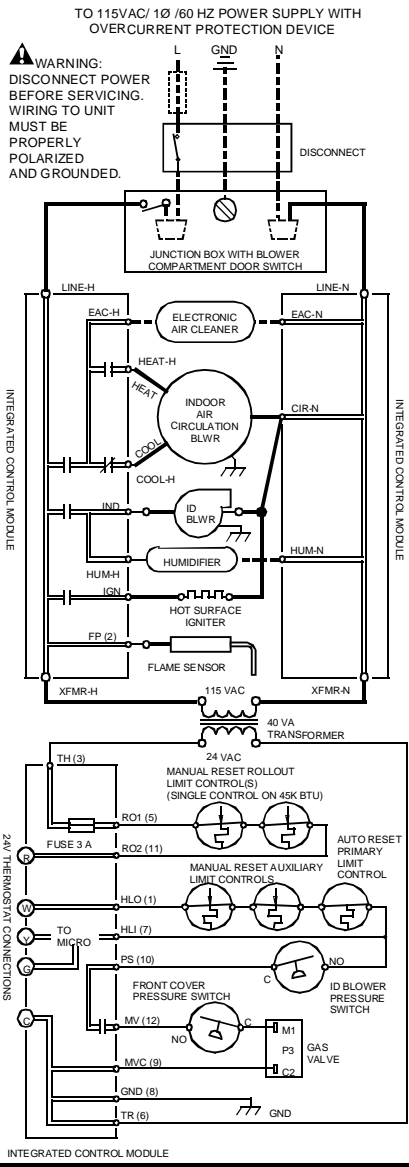 TO 115VAC/ 1Ø /60 HZ POWER SUPPLY WITH
OVERCURRENT PROTECTION DEVICE
L
GND
N
WARNING:
DISCONNECT POWER
BEFORE SERVICING.
WIRING TO UNIT
MUST BE
PROPERLY
POLARIZED
AND GROUNDED.
DISCONNECT
JUNCTION BOX WITH BLOWER
COMPARTMENT DOOR SWITCH
LINE-H
LINE-N
EAC-H
ELECTRONIC
AIR CLEANER
EAC-N
HEAT-H
HEAT
INDOOR
AIR
CIRCULATION
BLWR
CIR-N
COOL
COOL-H
INTEGRATED CONTROL MODULE
INTEGRATED CONTROL MODULE
IND
ID
BLWR
HUMIDIFIER
HUM-N
HUM-H
IGN
HOT SURFACE
IGNITER
FP (2)
FLAME SENSOR
XFMR-H
115 VAC
XFMR-N
40 VA
TRANSFORMER
24 VAC
TH (3)
MANUAL RESET ROLLOUT
LIMIT CONTROL(S)
(SINGLE CONTROL ON 45K BTU)
RO1 (5)
FUSE 3 A
RO2 (11)
R
AUTO RESET
PRIMARY
LIMIT
CONTROL
MANUAL RESET AUXILIARY
LIMIT CONTROLS
24V THERMOSTAT CONNECTIONS
W
HLO (1)
Y
TO
MICRO
HLI (7)
G
PS (10)
NO
C
ID BLOWER
PRESSURE
SWITCH
FRONT COVER
PRESSURE SWITCH
C
MV (12)
NO
C
M1
P3
C2
GAS
VALVE
MVC (9)
GND (8)
GND
TR (6)
INTEGRATED CONTROL MODULE